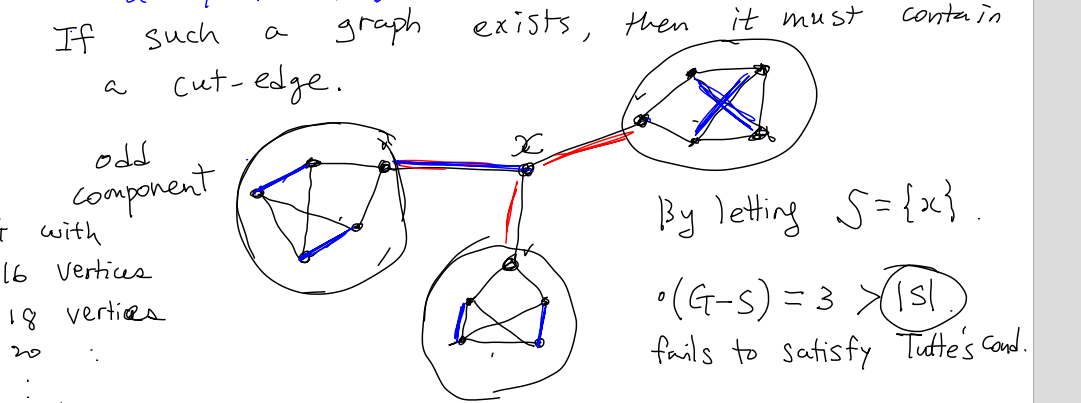 If such a graph exists, then it must contain
a cut-edge.
odd
component
x
with
16 vertices
18 vertices
20 :
:
By letting S = {x}.
o(G-S) = 3 > |S|.
fails to satisfy Tutte's Cond.